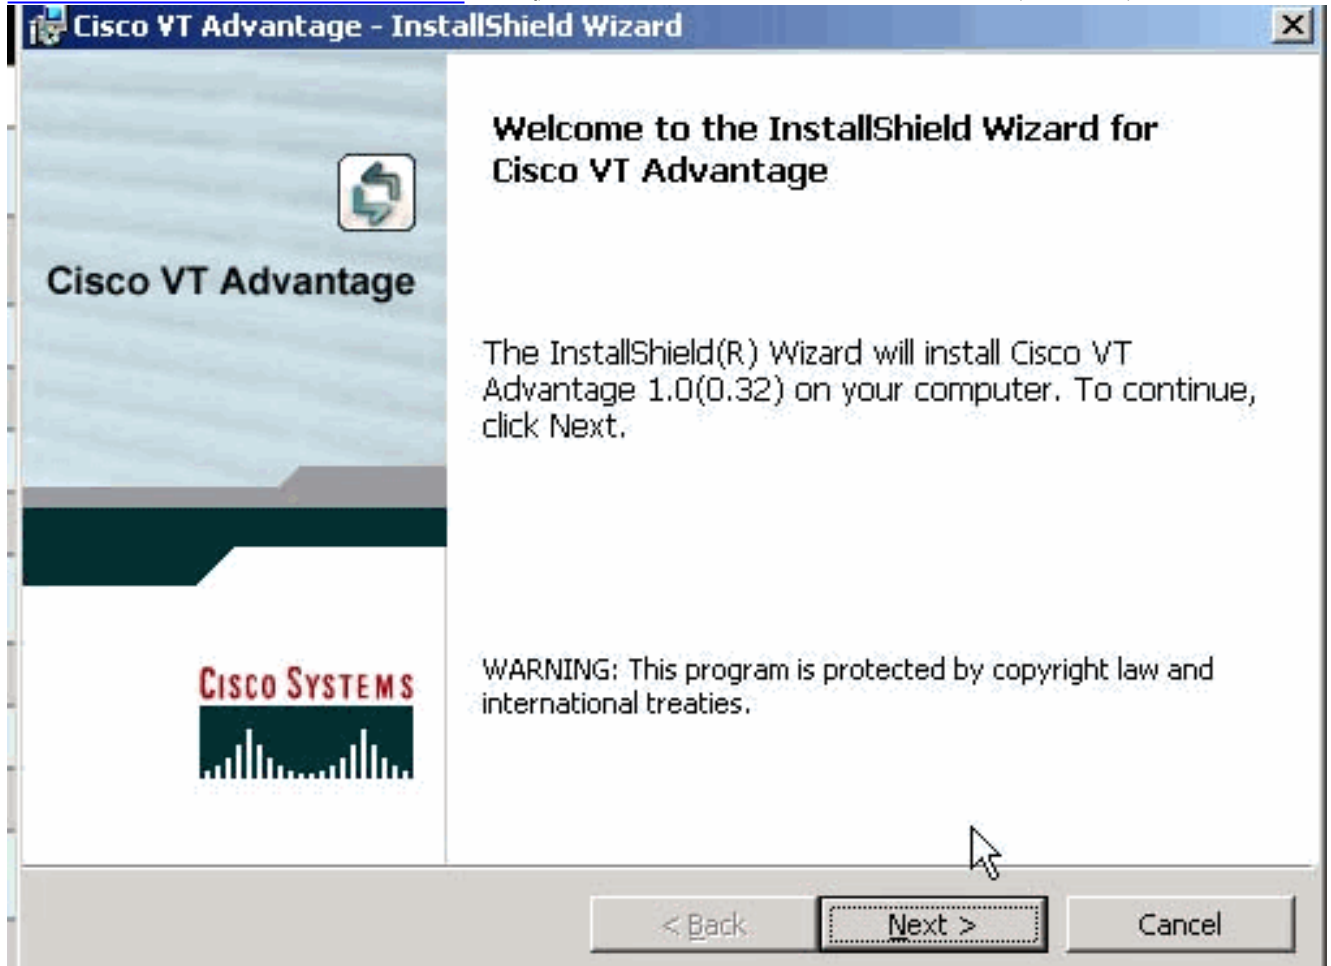 Cisco VT Advantage - InstallShield Wizard
Welcome to the InstallShield Wizard for
Cisco VT Advantage
Cisco VT Advantage
The InstallShield(R) Wizard will install Cisco VT
Advantage 1.0(0.32) on your computer. To continue,
click Next.
CISCO SYSTEMS
WARNING: This program is protected by copyright law and
international treaties.
< Back
Next >
Cancel